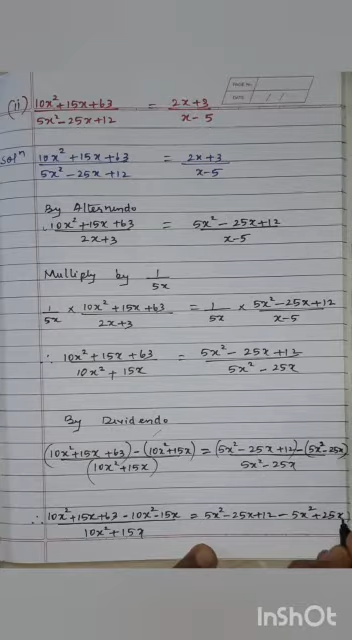 PAGE No.
DATE / /
(ii) 10x²+15x+63 / 5x²-25x+12 = 2x+3 / x-5
solⁿ 10x²+15x+63 / 5x²-25x+12 = 2x+3 / x-5
By Alternendo
10x²+15x+63 / 2x+3 = 5x²-25x+12 / x-5
Multiply by 1/5x
1/5x × 10x²+15x+63 / 2x+3 = 1/5x × 5x²-25x+12 / x-5
∴ 10x²+15x+63 / 10x²+15x = 5x²-25x+12 / 5x²-25x
By Dividendo
(10x²+15x+63)-(10x²+15x) / (10x²+15x) = (5x²-25x+12)-(5x²-25x) / 5x²-25x
∴ 10x²+15x+63-10x²-15x / 10x²+15x = 5x²-25x+12-5x²+25x
InShOt